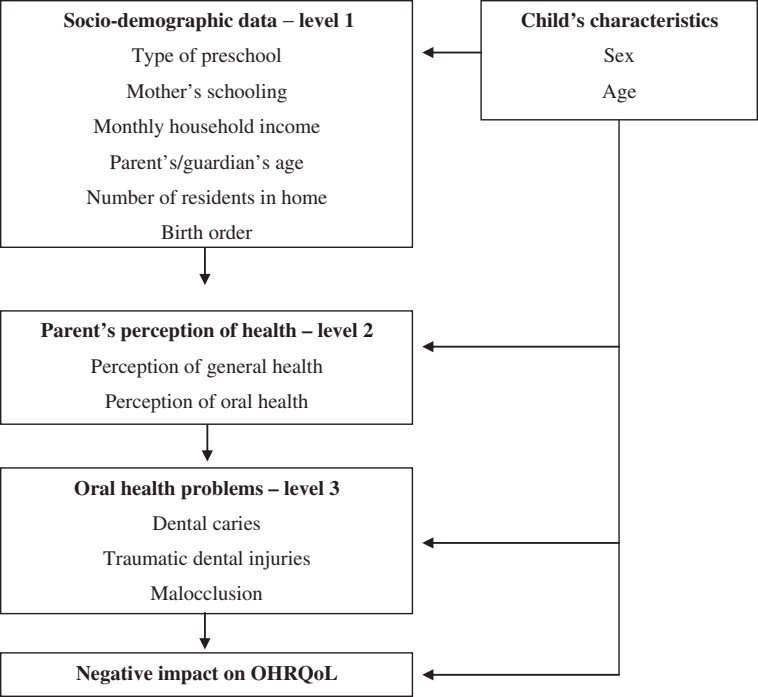 Socio-demographic data – level 1
Type of preschool
Mother’s schooling
Monthly household income
Parent’s/guardian’s age
Number of residents in home
Birth order
Child’s characteristics
Sex
Age
Parent’s perception of health – level 2
Perception of general health
Perception of oral health
Oral health problems – level 3
Dental caries
Traumatic dental injuries
Malocclusion
Negative impact on OHRQoL